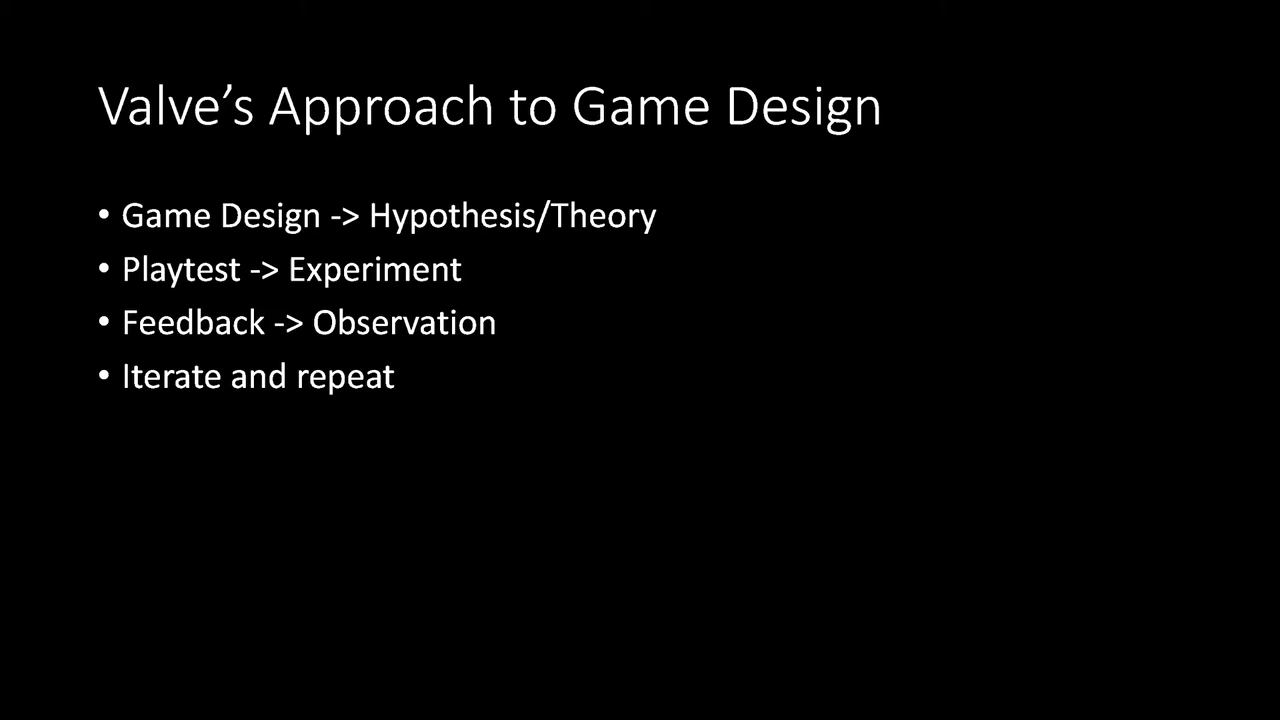 Valve’s Approach to Game Design
• Game Design -> Hypothesis/Theory
• Playtest -> Experiment
• Feedback -> Observation
• Iterate and repeat